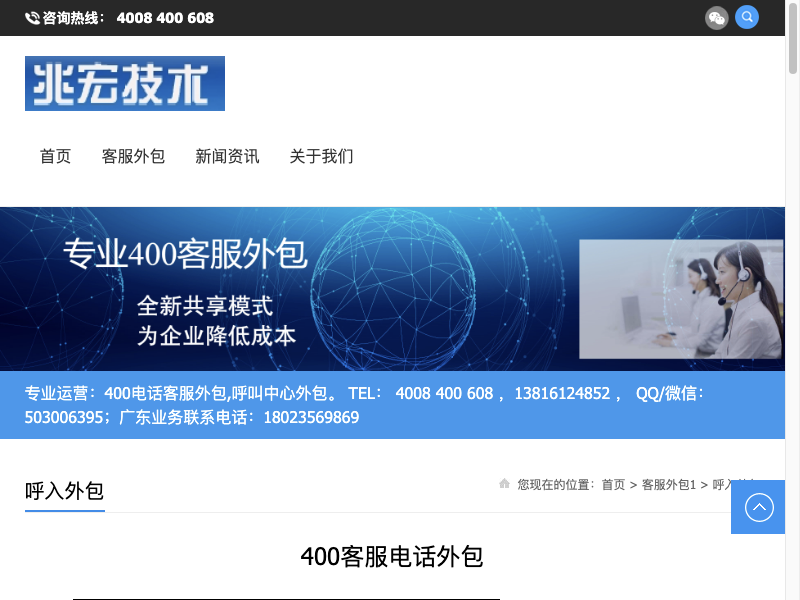 咨询热线： 4008 400 608
兆宏技术
首页 客服外包 新闻资讯 关于我们
专业400客服外包
全新共享模式
为企业降低成本
专业运营：400电话客服外包,呼叫中心外包。 TEL： 4008 400 608 ，13816124852 ， QQ/微信：
503006395；广东业务联系电话：18023569869
呼入外包
您现在的位置：首页 > 客服外包1 > 呼入
400客服电话外包